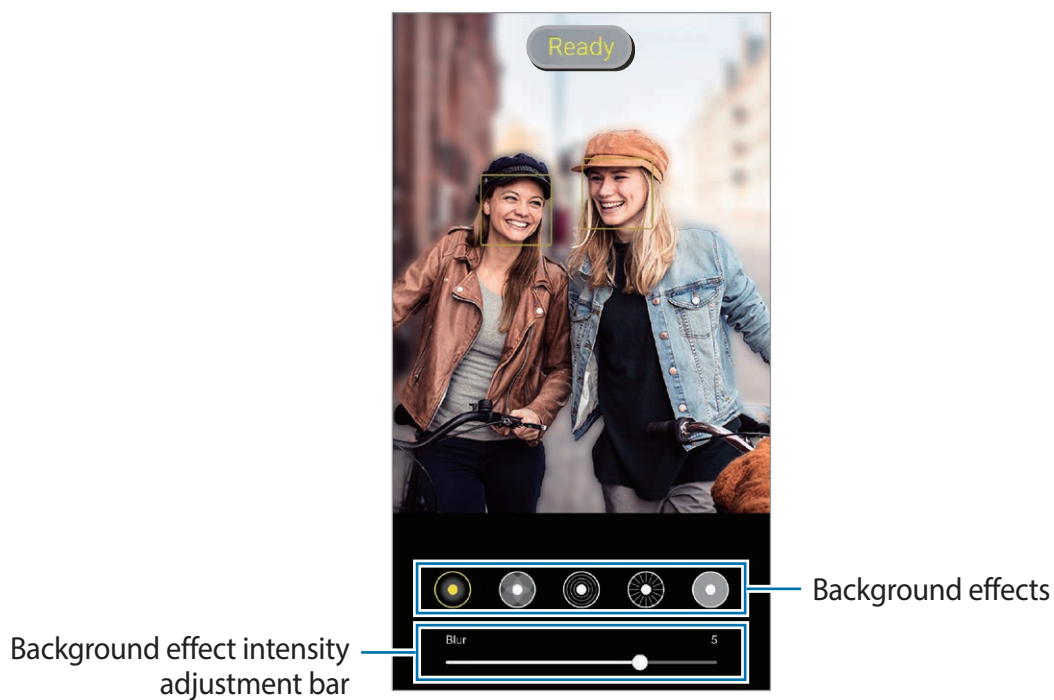 Ready
Background effects
Blur 5
Background effect intensity
adjustment bar